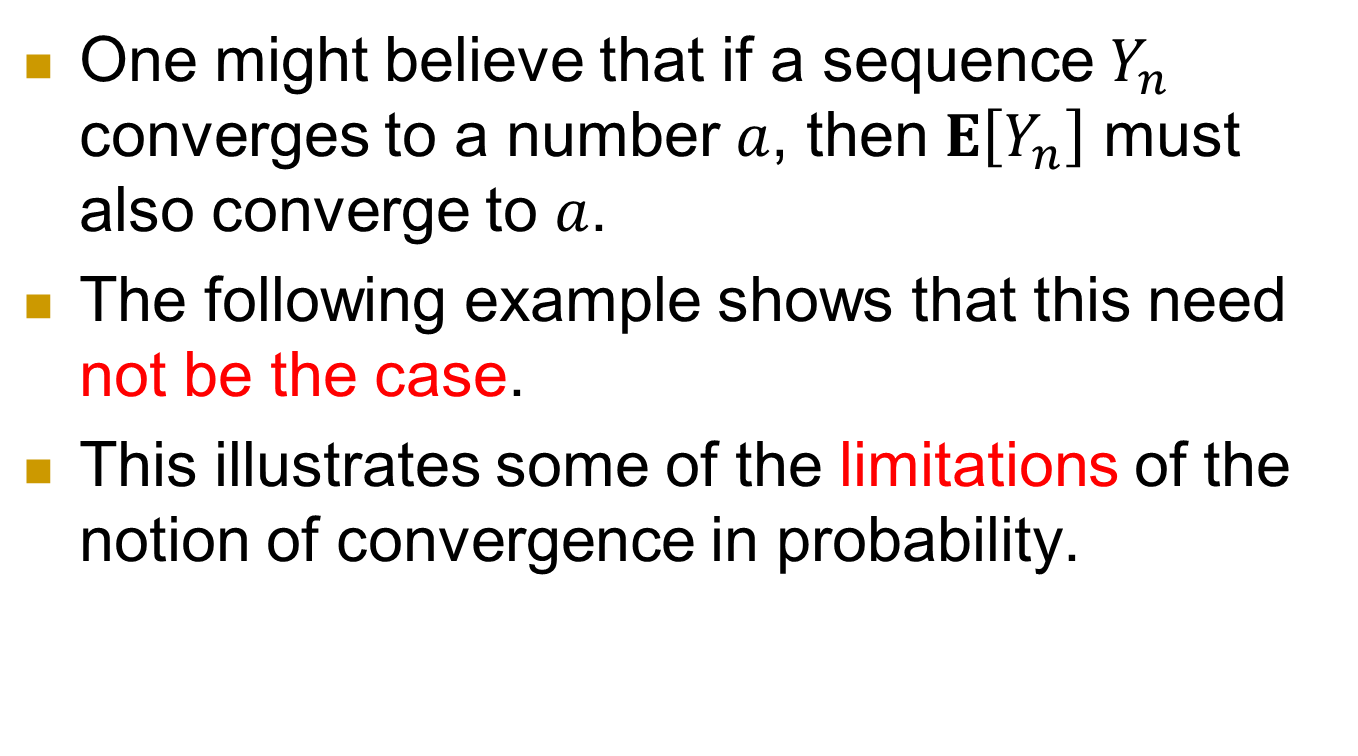 One might believe that if a sequence Yₙ
converges to a number a, then E[Yₙ] must
also converge to a.
The following example shows that this need
not be the case.
This illustrates some of the limitations of the
notion of convergence in probability.